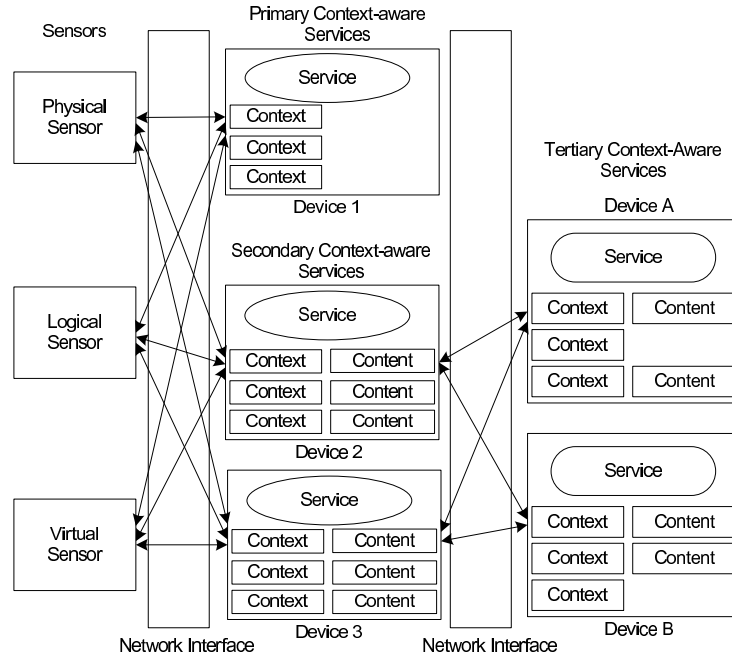 Sensors
Primary Context-aware
Services
Physical
Sensor
Service
Context
Context
Context
Device 1
Tertiary Context-Aware
Services
Device A
Secondary Context-aware
Services
Logical
Sensor
Service
Context Content
Context Content
Context Content
Device 2
Service
Context Content
Context
Context Content
Virtual
Sensor
Service
Context Content
Context Content
Context Content
Device 3
Service
Context Content
Context Content
Context
Device B
Network Interface
Network Interface